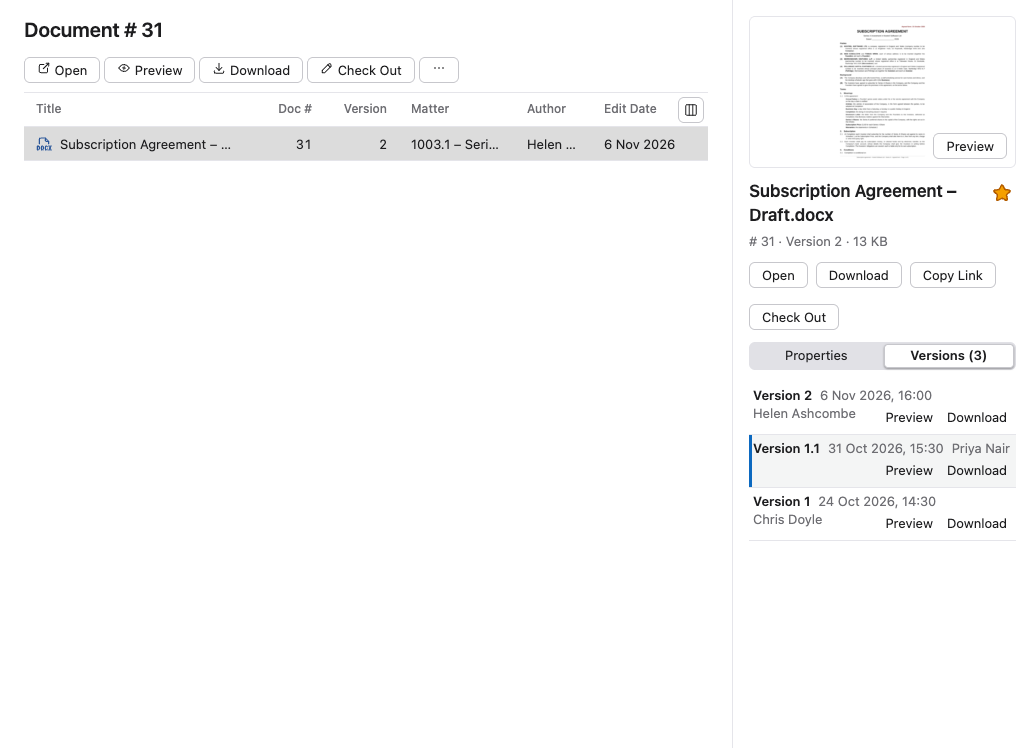 Document # 31
Open
Preview
Download
Check Out
···
Title Doc # Version Matter Author Edit Date
DOCX Subscription Agreement – ... 31 2 1003.1 – Seri... Helen ... 6 Nov 2026
SUBSCRIPTION AGREEMENT
Preview
Subscription Agreement –
Draft.docx
# 31 · Version 2 · 13 KB
Open
Download
Copy Link
Check Out
Properties
Versions (3)
Version 2 6 Nov 2026, 16:00
Helen Ashcombe Preview Download
Version 1.1 31 Oct 2026, 15:30 Priya Nair
Preview Download
Version 1 24 Oct 2026, 14:30
Chris Doyle Preview Download